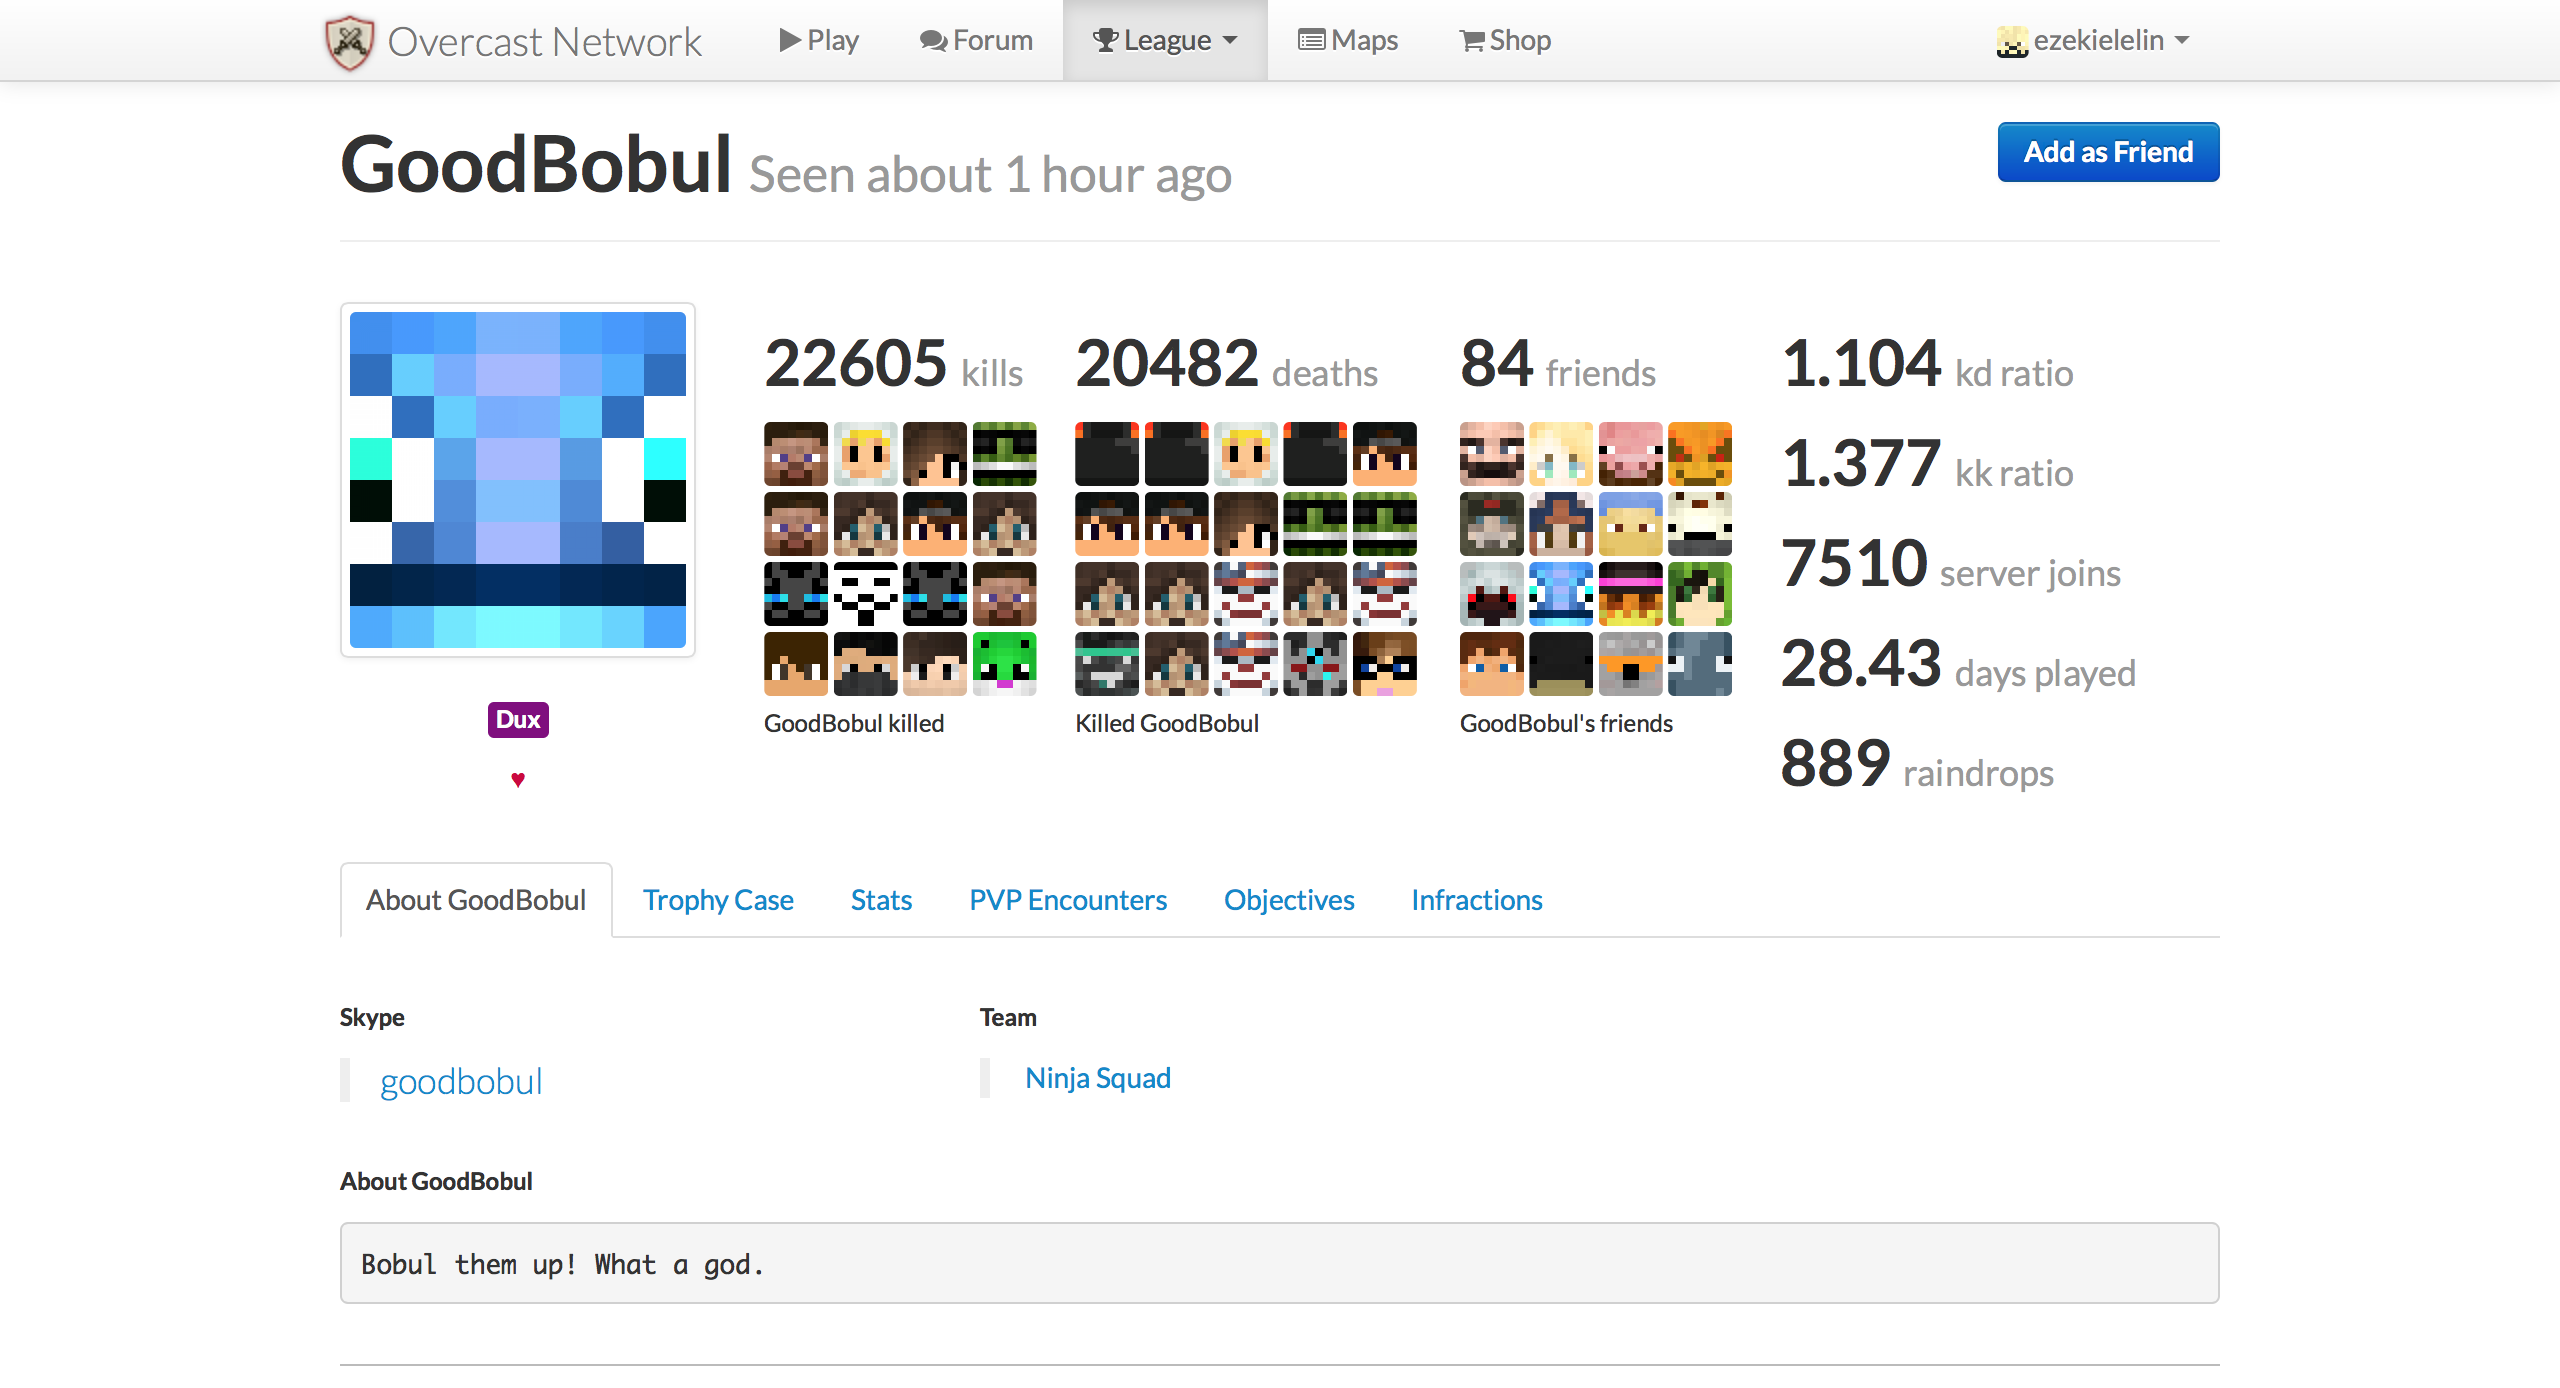 Overcast Network Play Forum League Maps Shop ezekielelin
GoodBobul Seen about 1 hour ago
Add as Friend
22605 kills
20482 deaths
84 friends
1.104 kd ratio
1.377 kk ratio
7510 server joins
28.43 days played
889 raindrops
GoodBobul killed
Killed GoodBobul
GoodBobul's friends
Dux
♥
About GoodBobul Trophy Case Stats PVP Encounters Objectives Infractions
Skype
goodbobul
Team
Ninja Squad
About GoodBobul
Bobul them up! What a god.